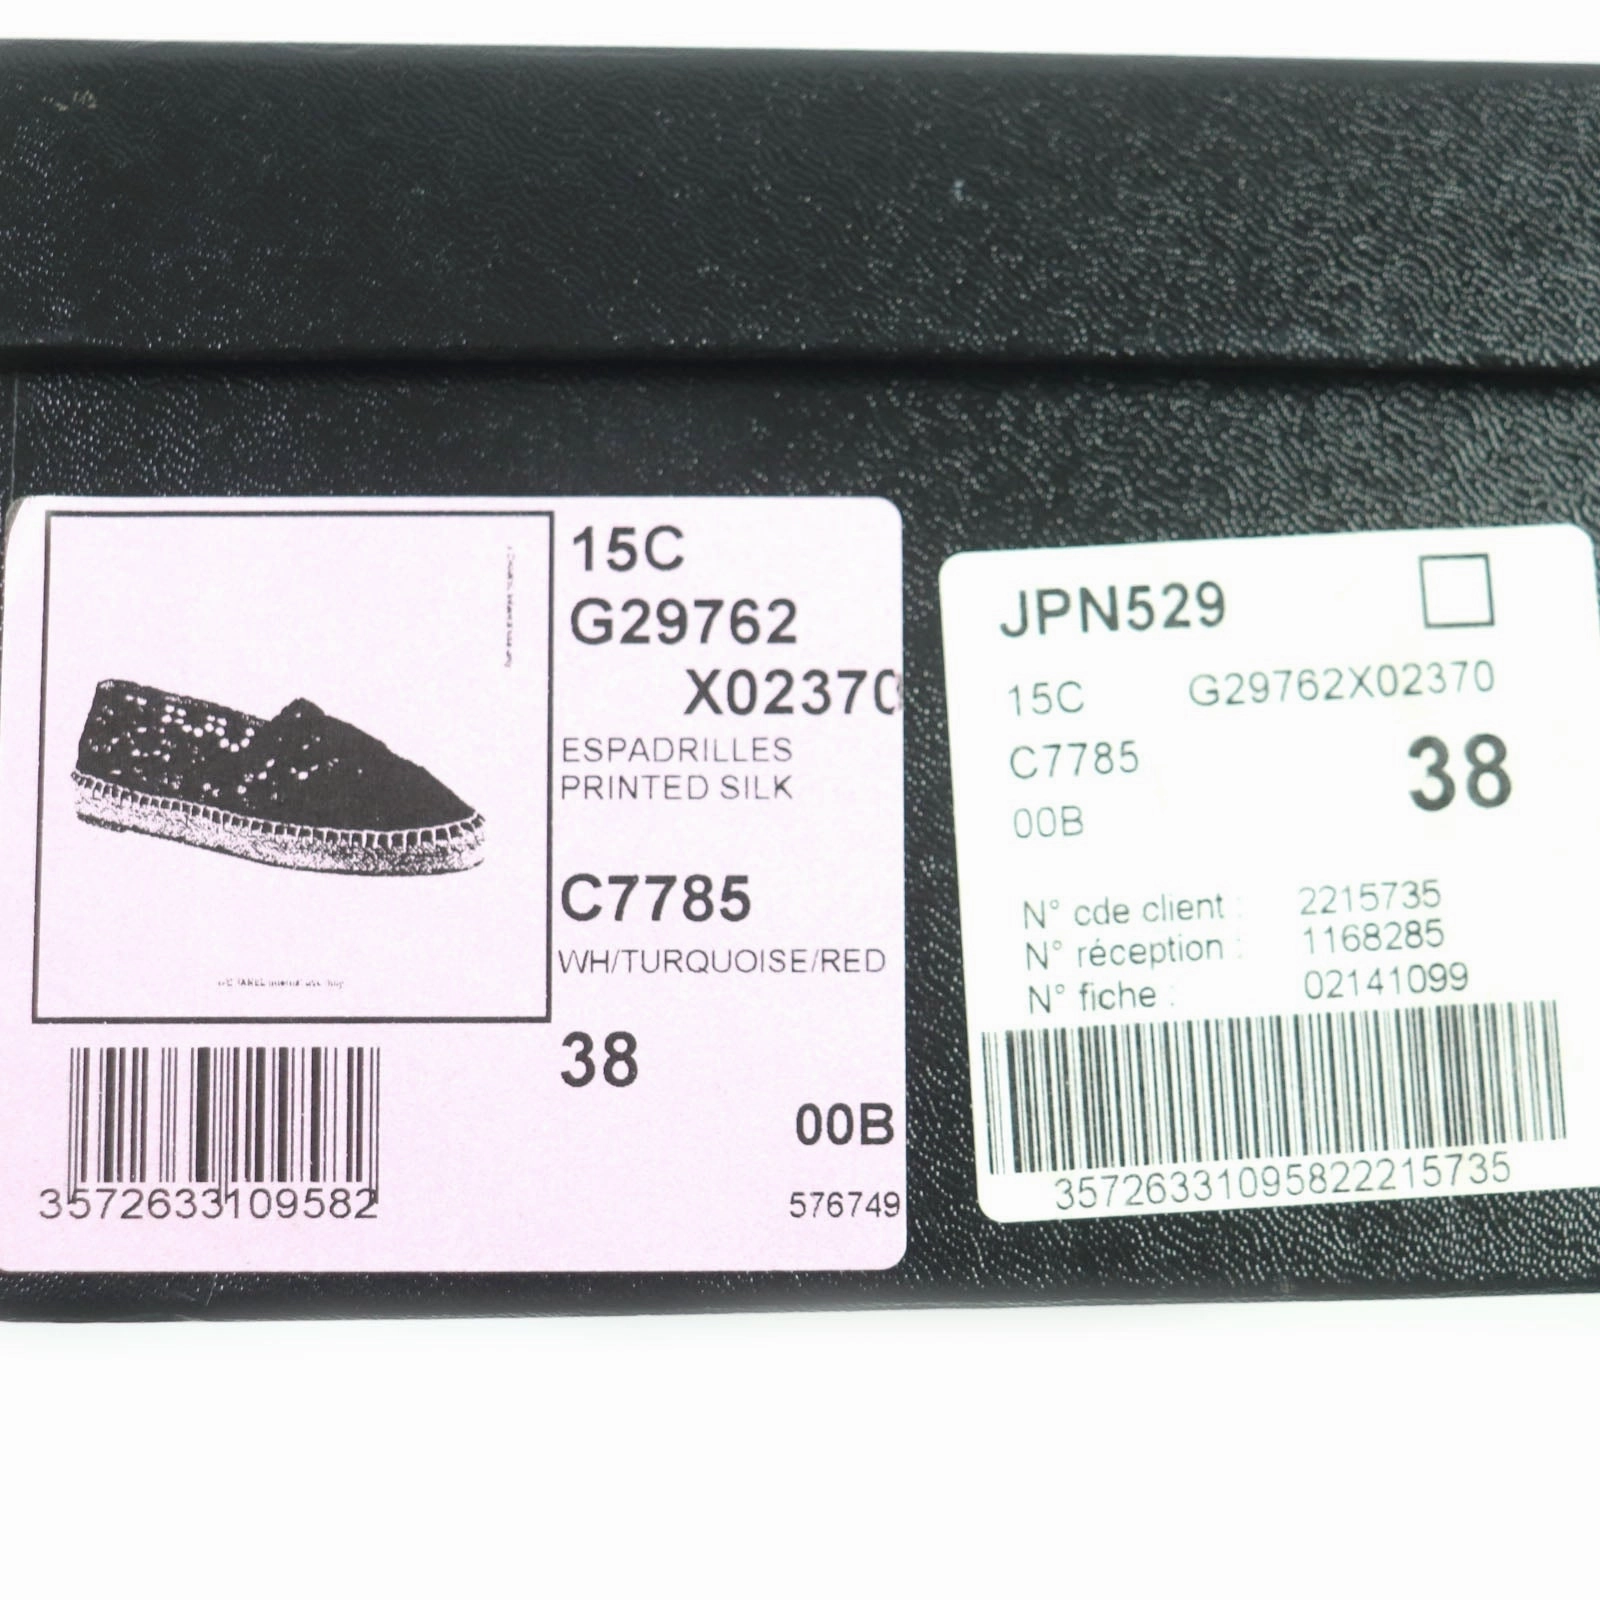 15C
G29762
X02370
ESPADRILLES
PRINTED SILK
C7785
WH/TURQUOISE/RED
38
00B
3572633109582
576749
JPN529
15C G29762X02370
C7785 38
00B
N° cde client : 2215735
N° réception : 1168285
N° fiche : 02141099
35726331095822215735